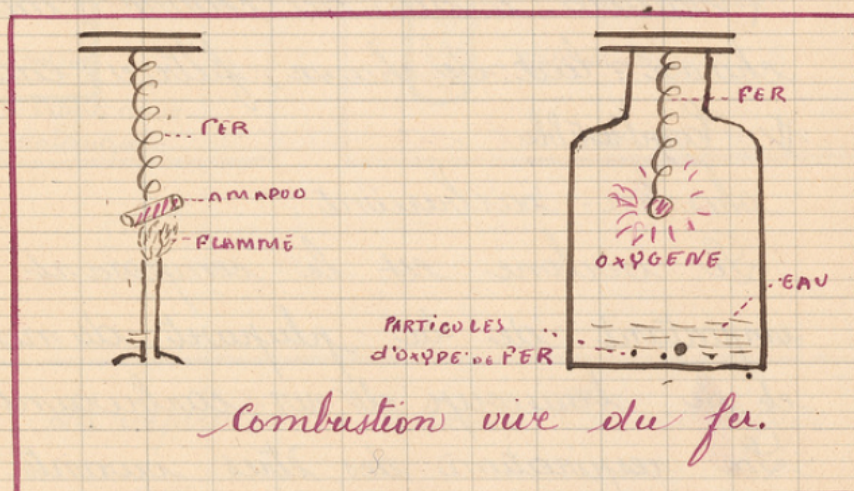 FER
AMADOU
FLAMME
FER
OXYGENE
EAU
PARTICULES
d'OXYDE DE FER
Combustion vive du fer.